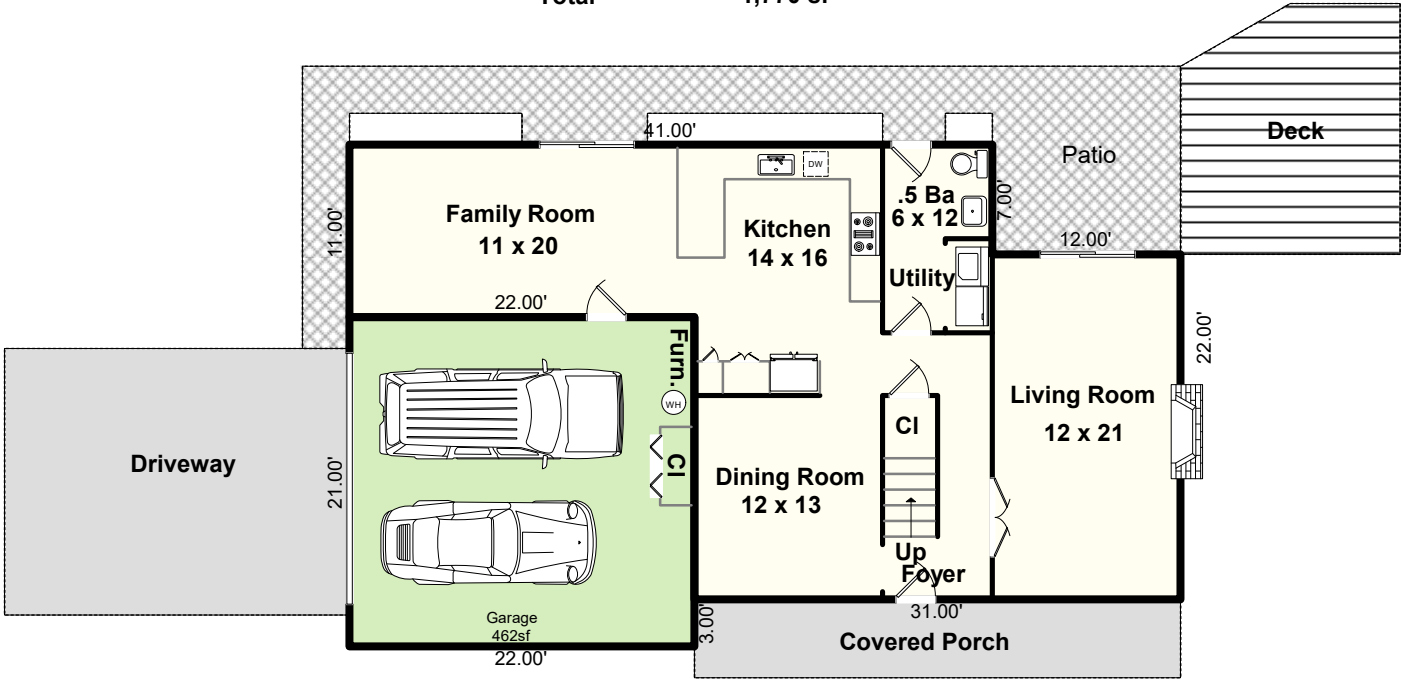 41.00'
Deck
Patio
DW
.5 Ba
6 x 12
7.00'
Family Room
11 x 20
11.00'
Kitchen
14 x 16
12.00'
Utility
22.00'
Furn.
22.00'
WH
Living Room
12 x 21
Cl
Driveway
21.00'
Cl
Dining Room
12 x 13
Up
Foyer
Garage
462sf
22.00'
3.00'
31.00'
Covered Porch